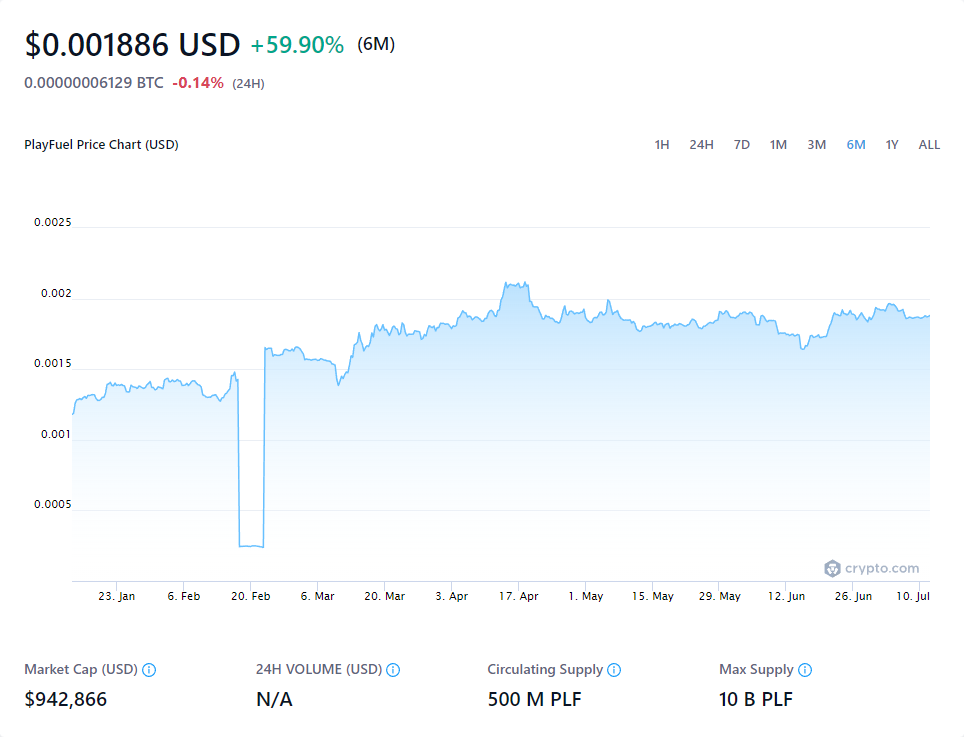 $0.001886 USD +59.90% (6M)
0.00000006129 BTC -0.14% (24H)
PlayFuel Price Chart (USD) 1H 24H 7D 1M 3M 6M 1Y ALL
0.0025
0.002
0.0015
0.001
0.0005
crypto.com
23. Jan 6. Feb 20. Feb 6. Mar 20. Mar 3. Apr 17. Apr 1. May 15. May 29. May 12. Jun 26. Jun 10. Jul
Market Cap (USD) 24H VOLUME (USD) Circulating Supply Max Supply
$942,866 N/A 500 M PLF 10 B PLF